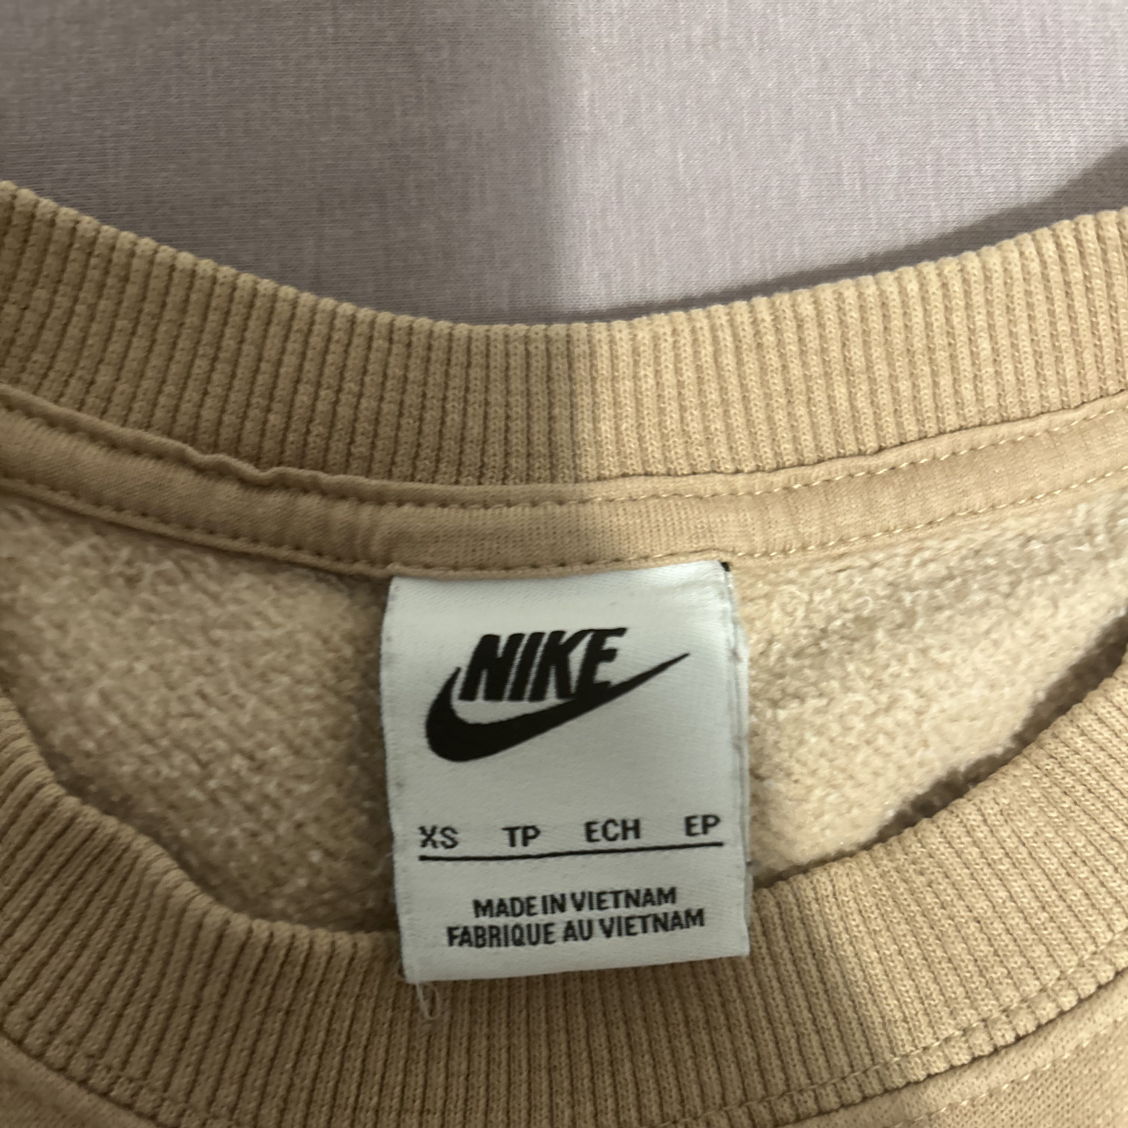 NIKE
XS TP ECH EP
MADE IN VIETNAM
FABRIQUE AU VIETNAM